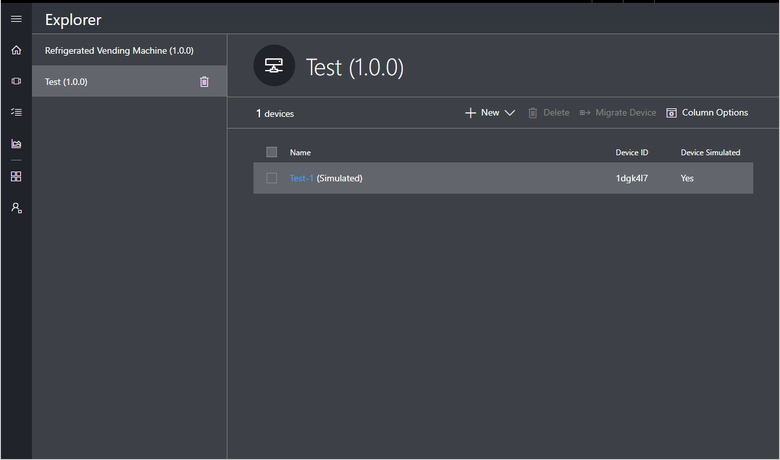 Explorer
Refrigerated Vending Machine (1.0.0)
Test (1.0.0)
Test (1.0.0)
1 devices
New
Delete
Migrate Device
Column Options
Name Device ID Device Simulated
Test-1 (Simulated) 1dgk4l7 Yes